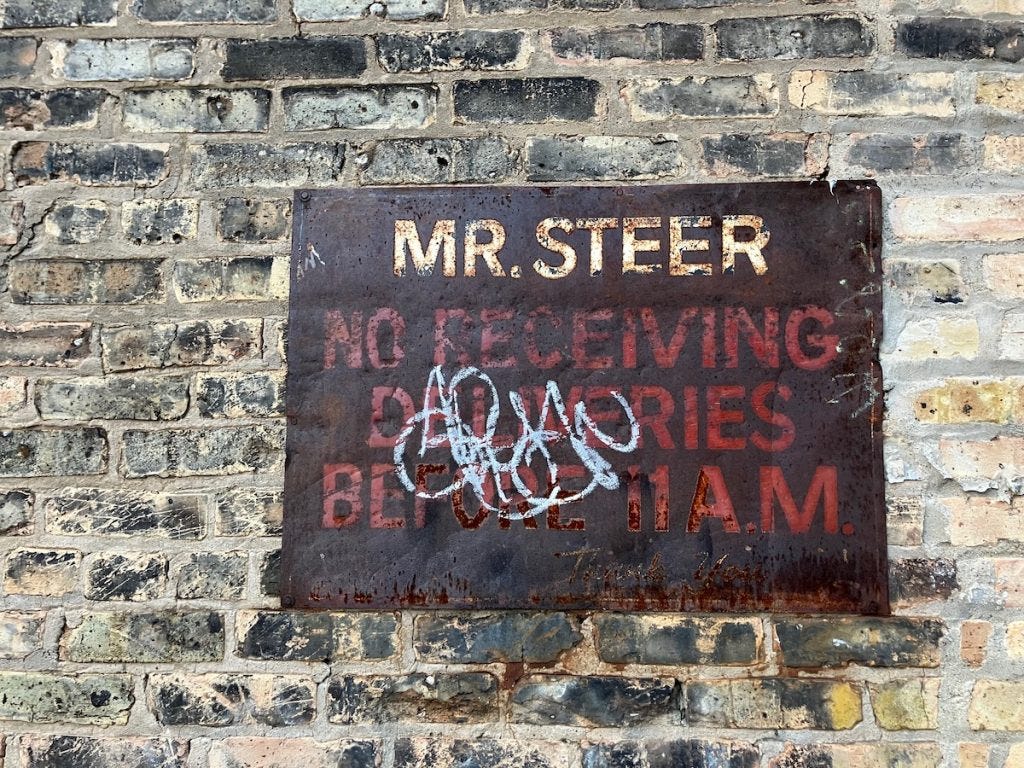 MR. STEER
NO RECEIVING
DELIVERIES
BEFORE 11 A.M.
Thank You